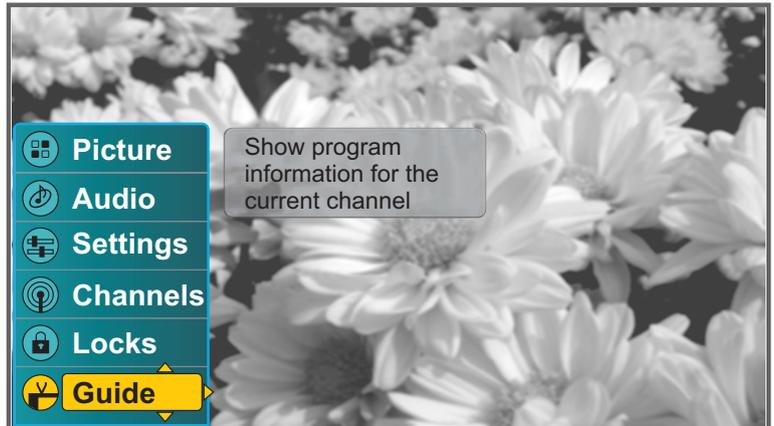 Picture
Audio
Settings
Channels
Locks
Guide
Show program
information for the
current channel